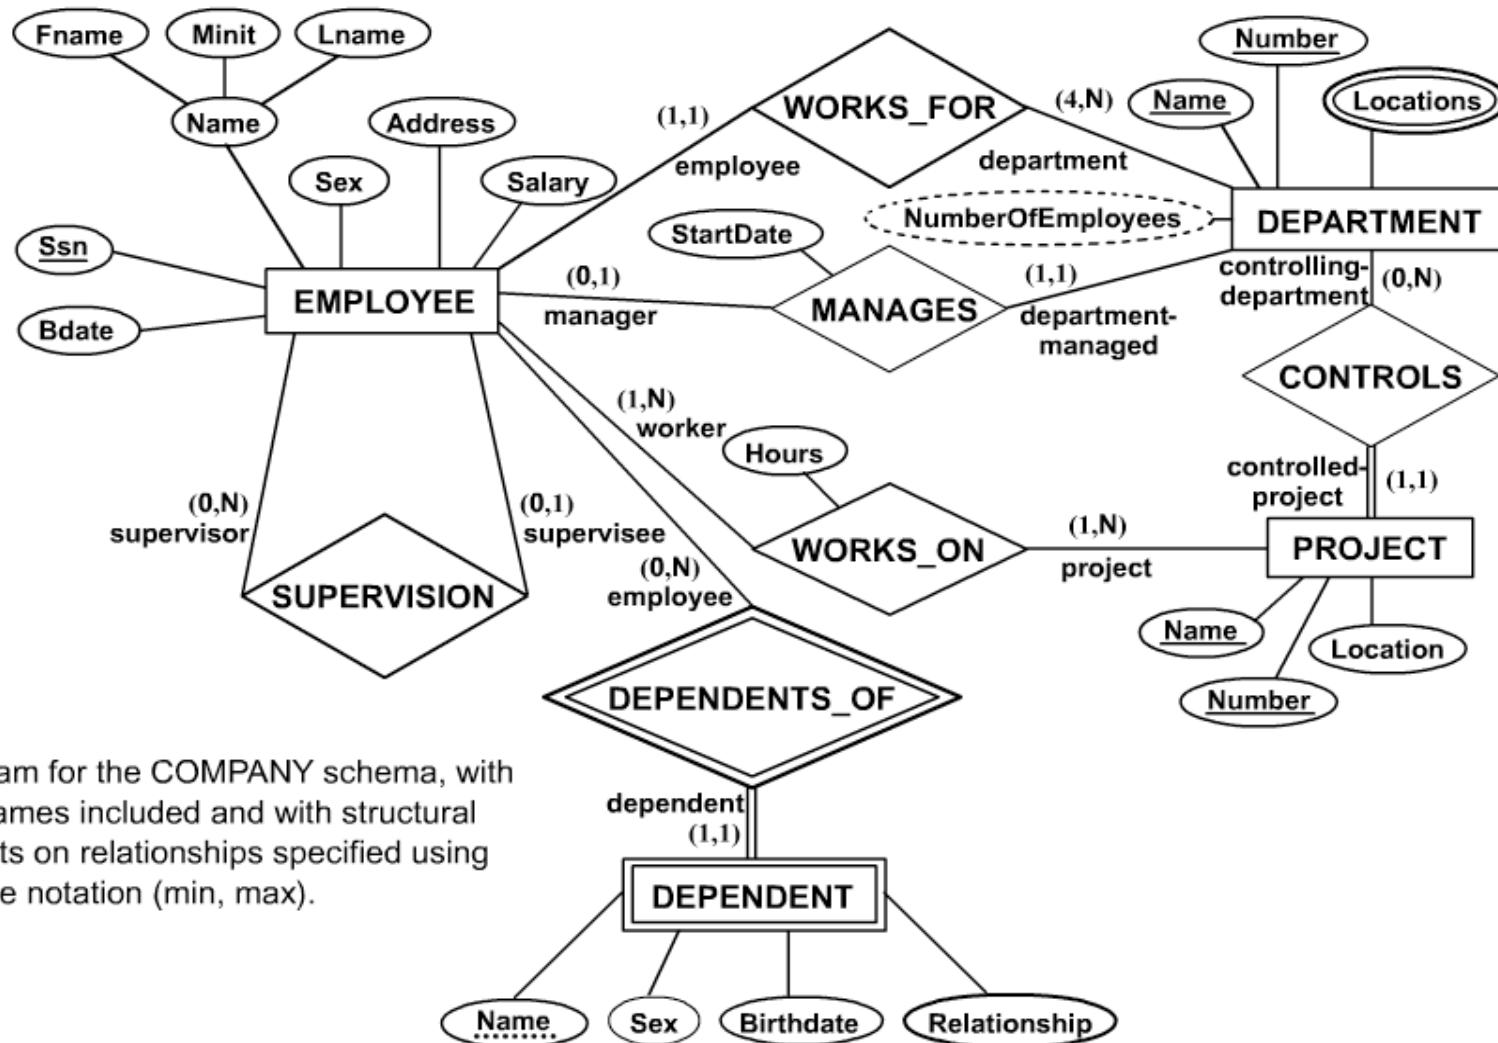 Fname
Minit
Lname
Name
Address
Sex
Salary
Ssn
Bdate
EMPLOYEE
(1,1)
employee
WORKS_FOR
(4,N)
department
Number
Name
Locations
NumberOfEmployees
DEPARTMENT
StartDate
(0,1)
manager
MANAGES
(1,1)
department-
managed
controlling-
department
(0,N)
CONTROLS
controlled-
project
(1,1)
PROJECT
Name
Number
Location
(1,N)
worker
Hours
WORKS_ON
(1,N)
project
(0,N)
supervisor
(0,1)
supervisee
SUPERVISION
(0,N)
employee
DEPENDENTS_OF
dependent
(1,1)
DEPENDENT
Name
Sex
Birthdate
Relationship
am for the COMPANY schema, with
ames included and with structural
ts on relationships specified using
e notation (min, max).